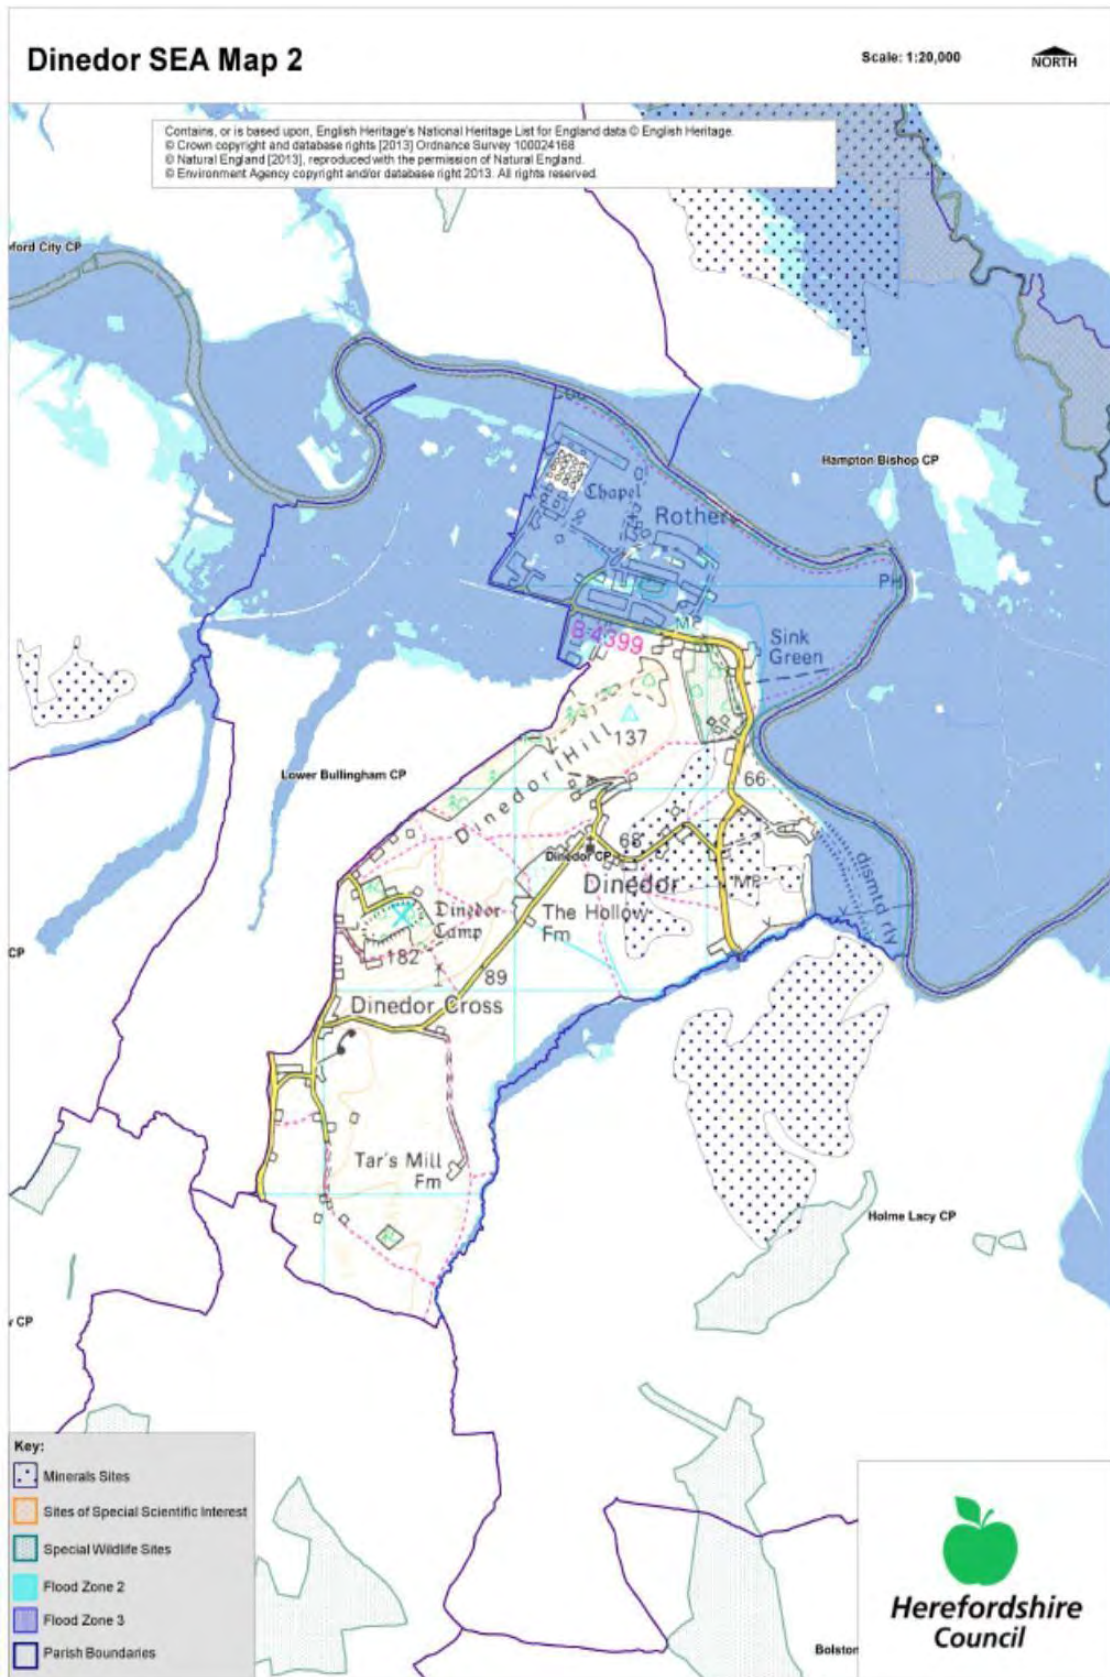 Dinedor SEA Map 2
Scale: 1:20,000
NORTH
Contains, or is based upon, English Heritage's National Heritage List for England data © English Heritage.
© Crown copyright and database rights [2013] Ordnance Survey 100024168
© Natural England [2013], reproduced with the permission of Natural England.
© Environment Agency copyright and/or database right 2013. All rights reserved.
ford City CP
Hampton Bishop CP
Chapel
Rother
PH
MP
B 4399
Sink
Green
137
Dinedor Hill
Lower Bullingham CP
66
68
Dinedor CP
Dinedor
MP
dismtd rly
The Hollow
Fm
Dinedor
Camp
182
CP
89
Dinedor Cross
Tar's Mill
Fm
Holme Lacy CP
CP
Key:
Minerals Sites
Sites of Special Scientific Interest
Special Wildlife Sites
Flood Zone 2
Flood Zone 3
Parish Boundaries
Bolston
Herefordshire
Council